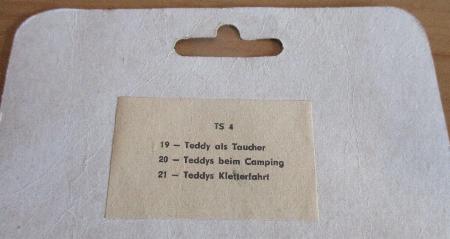 TS 4
19 — Teddy als Taucher
20 — Teddys beim Camping
21 — Teddys Kletterfahrt